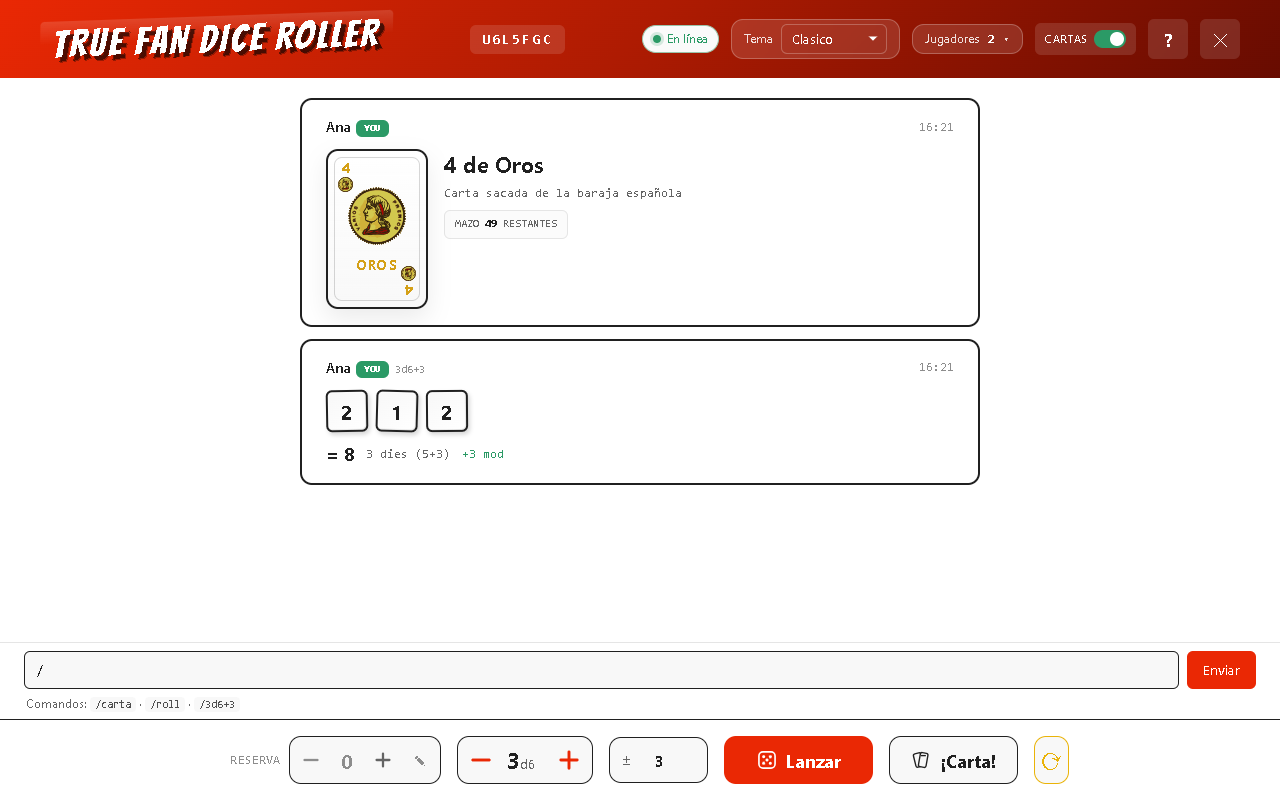 TRUE FAN DICE ROLLER
U6L5FGC
En línea
Tema Clasico
Jugadores 2
CARTAS
?
Ana YOU 16:21
4
OROS
4
4 de Oros
Carta sacada de la baraja española
MAZO 49 RESTANTES
Ana YOU 3d6+3 16:21
2 1 2
= 8 3 dies (5+3) +3 mod
/
Enviar
Comandos: /carta · /roll · /3d6+3
RESERVA − 0 +
− 3d6 +
± 3
Lanzar
¡Carta!